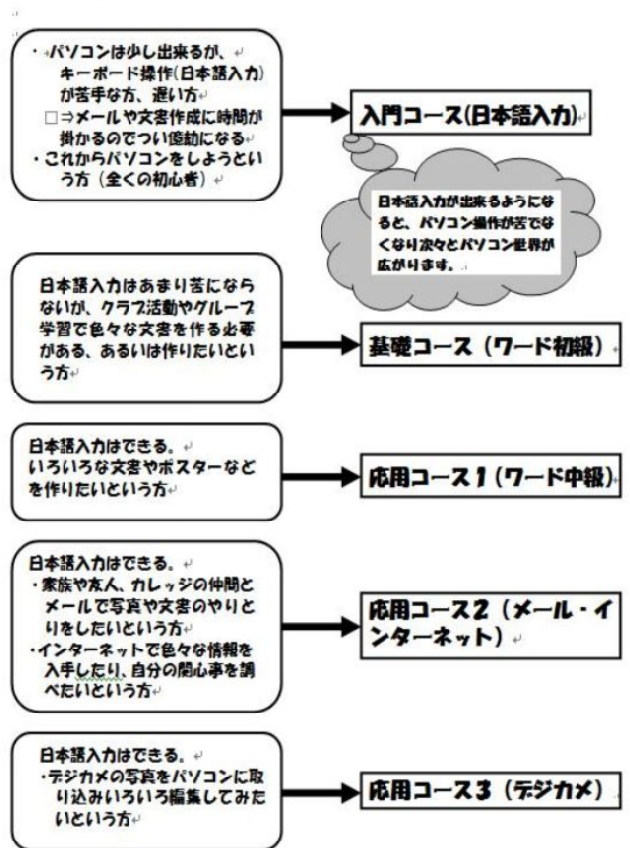 ・パソコンは少し出来るが、
キーボード操作(日本語入力)
が苦手な方、遅い方
□⇒メールや文書作成に時間が
掛かるのでつい億劫になる
・これからパソコンをしようとい
う方（全くの初心者）
入門コース(日本語入力)
日本語入力が出来るようにな
ると、パソコン操作が苦でな
くなり次々とパソコン世界が
広がります。
日本語入力はあまり苦になら
ないが、クラブ活動やグループ
学習で色々な文書を作る必要
がある、あるいは作りたいとい
う方
基礎コース（ワード初級）
日本語入力はできる。
いろいろな文書やポスターなど
を作りたいという方
応用コース1（ワード中級）
日本語入力はできる。
・家族や友人、カレッジの仲間と
メールで写真や文書のやりと
りをしたいという方
・インターネットで色々な情報を
入手したり、自分の関心事を調
べたいという方
応用コース2（メール・イ
ンターネット）
日本語入力はできる。
・デジカメの写真をパソコンに取
り込みいろいろ編集してみた
いという方
応用コース3（デジカメ）